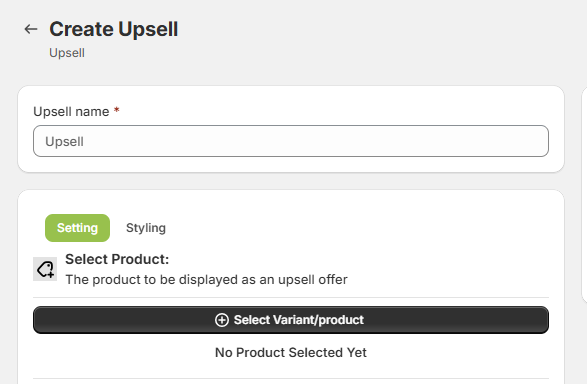 Create Upsell
Upsell
Upsell name *
Upsell
Setting
Styling
Select Product:
The product to be displayed as an upsell offer
Select Variant/product
No Product Selected Yet